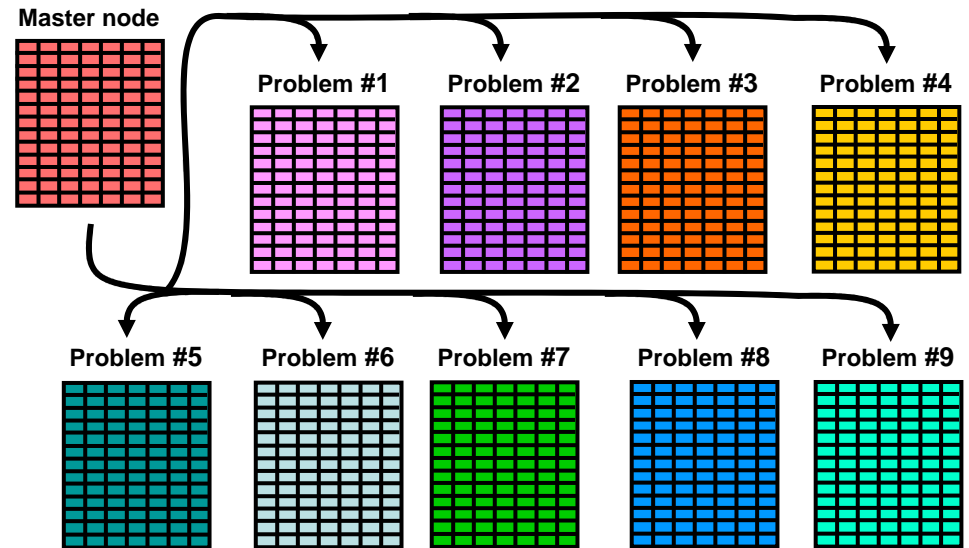 Master node
Problem #1
Problem #2
Problem #3
Problem #4
Problem #5
Problem #6
Problem #7
Problem #8
Problem #9